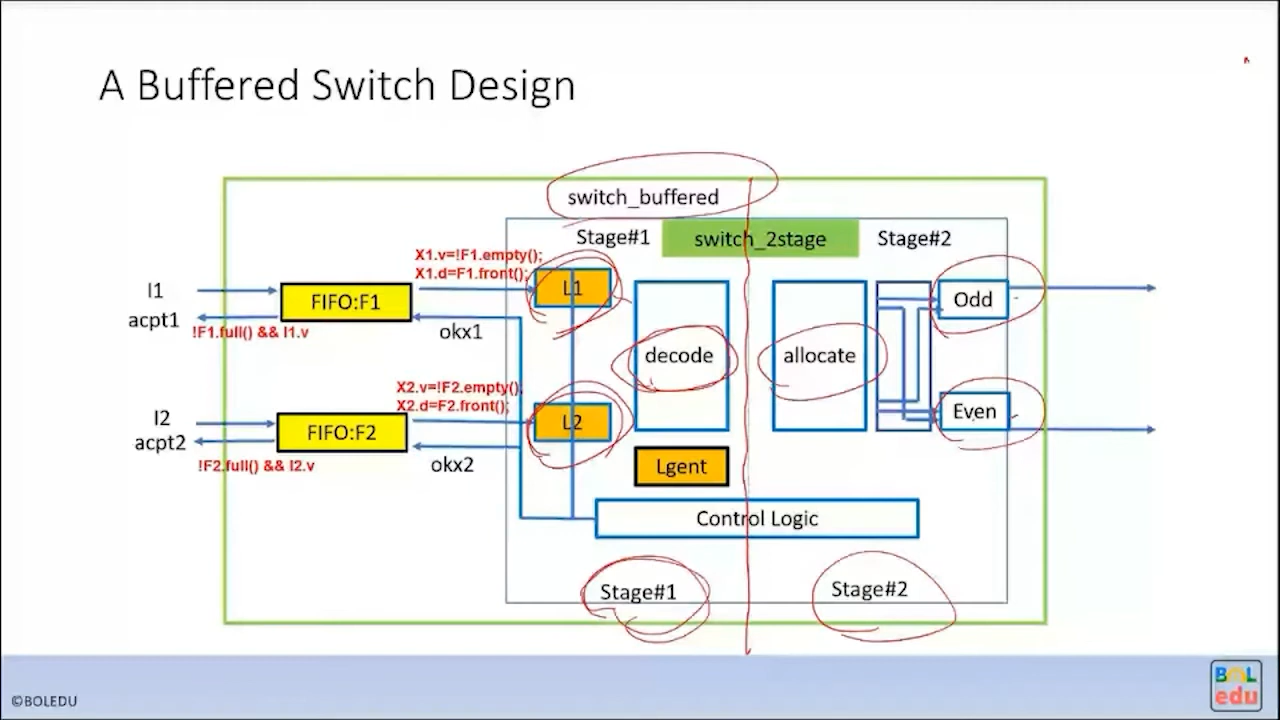 A Buffered Switch Design
switch_buffered
Stage#1
switch_2stage
Stage#2
X1.v=!F1.empty();
X1.d=F1.front();
I1
acpt1
FIFO:F1
L1
Odd
!F1.full() && I1.v
okx1
decode
allocate
X2.v=!F2.empty();
X2.d=F2.front();
I2
acpt2
FIFO:F2
L2
Even
!F2.full() && I2.v
okx2
Lgent
Control Logic
Stage#1
Stage#2
©BOLEDU
BOL
edu